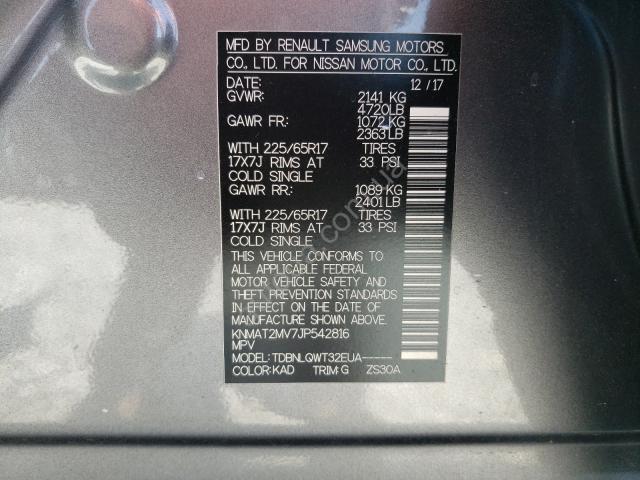 MFD BY RENAULT SAMSUNG MOTORS
CO., LTD. FOR NISSAN MOTOR CO., LTD.
DATE: 12 / 17
GVWR: 2141 KG
4720LB
GAWR FR: 1072 KG
2363LB
WITH 225/65R17 TIRES
17X7J RIMS AT 33 PSI
COLD SINGLE
GAWR RR: 1089 KG
2401LB
WITH 225/65R17 TIRES
17X7J RIMS AT 33 PSI
COLD SINGLE
THIS VEHICLE CONFORMS TO
ALL APPLICABLE FEDERAL
MOTOR VEHICLE SAFETY AND
THEFT PREVENTION STANDARDS
IN EFFECT ON THE DATE OF
MANUFACTURE SHOWN ABOVE.
KNMAT2MV7JP542816
MPV
MODEL: TDBNLQWT32EUA-----
COLOR: KAD TRIM: G ZS30A